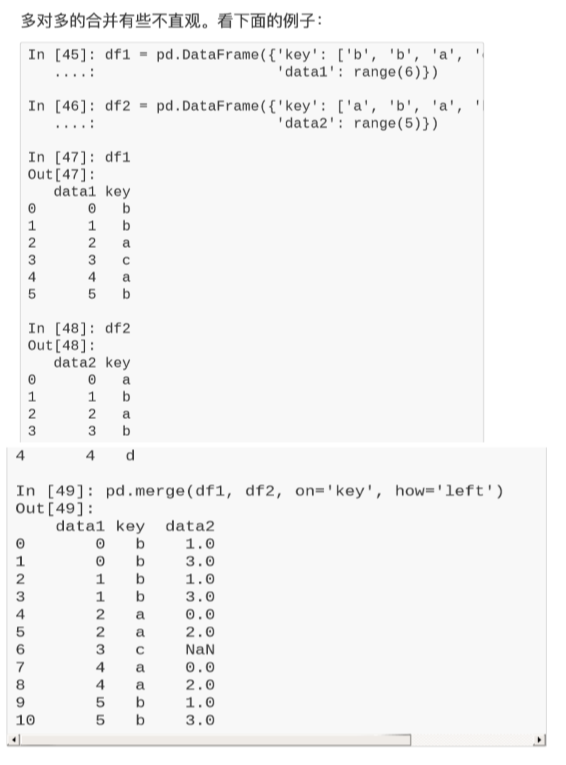 多对多的合并有些不直观。看下面的例子：
In [45]: df1 = pd.DataFrame({'key': ['b', 'b', 'a', '
....: 'data1': range(6)})
In [46]: df2 = pd.DataFrame({'key': ['a', 'b', 'a', '
....: 'data2': range(5)})
In [47]: df1
Out[47]:
data1 key
0 0 b
1 1 b
2 2 a
3 3 c
4 4 a
5 5 b
In [48]: df2
Out[48]:
data2 key
0 0 a
1 1 b
2 2 a
3 3 b
4 4 d
In [49]: pd.merge(df1, df2, on='key', how='left')
Out[49]:
data1 key data2
0 0 b 1.0
1 0 b 3.0
2 1 b 1.0
3 1 b 3.0
4 2 a 0.0
5 2 a 2.0
6 3 c NaN
7 4 a 0.0
8 4 a 2.0
9 5 b 1.0
10 5 b 3.0